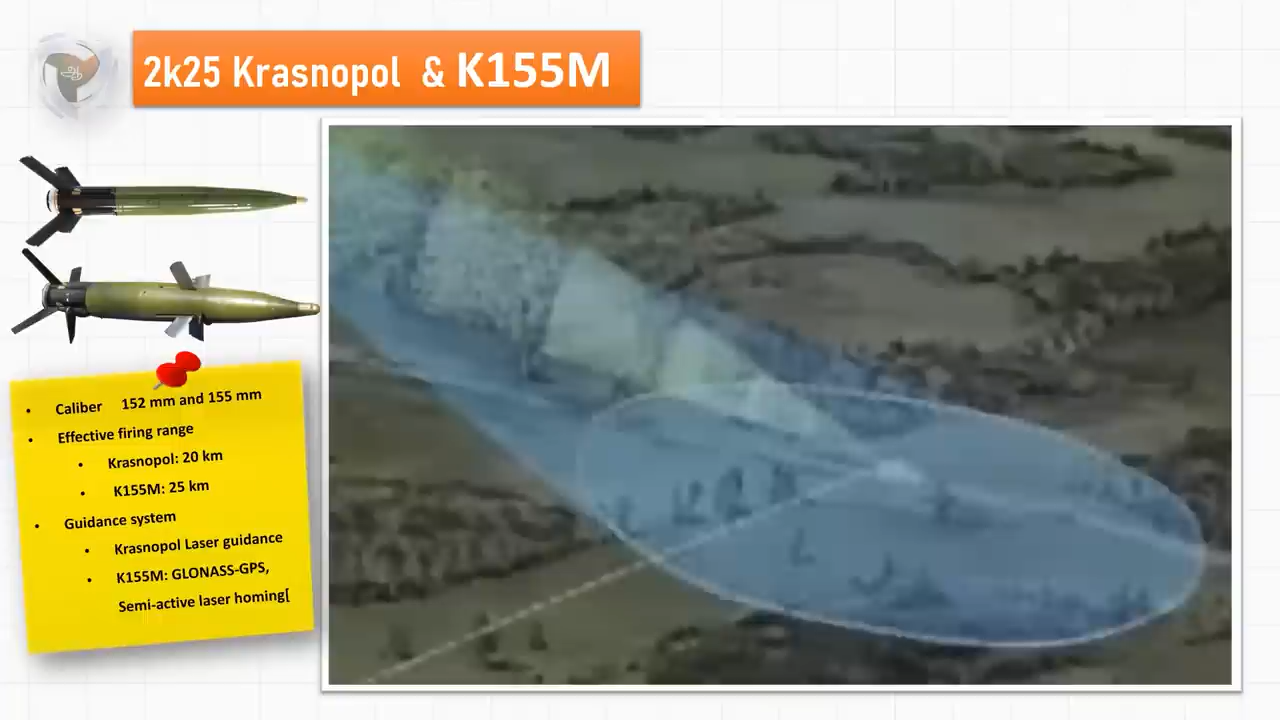 2k25 Krasnopol & K155M
• Caliber 152 mm and 155 mm
• Effective firing range
• Krasnopol: 20 km
• K155M: 25 km
• Guidance system
• Krasnopol Laser guidance
• K155M: GLONASS-GPS,
Semi-active laser homing[